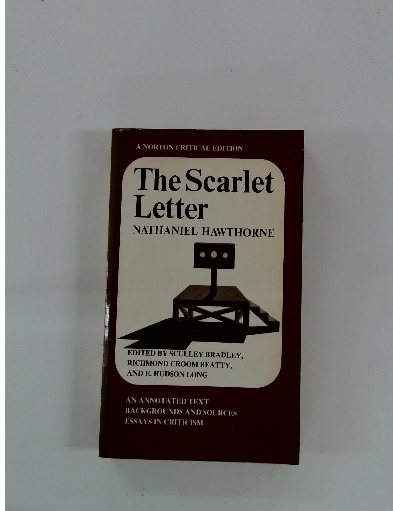 A NORTON CRITICAL EDITION
The Scarlet
Letter
NATHANIEL HAWTHORNE
EDITED BY SCULLEY BRADLEY,
RICHMOND CROOM BEATTY,
AND E. HUDSON LONG
AN ANNOTATED TEXT
BACKGROUNDS AND SOURCES
ESSAYS IN CRITICISM